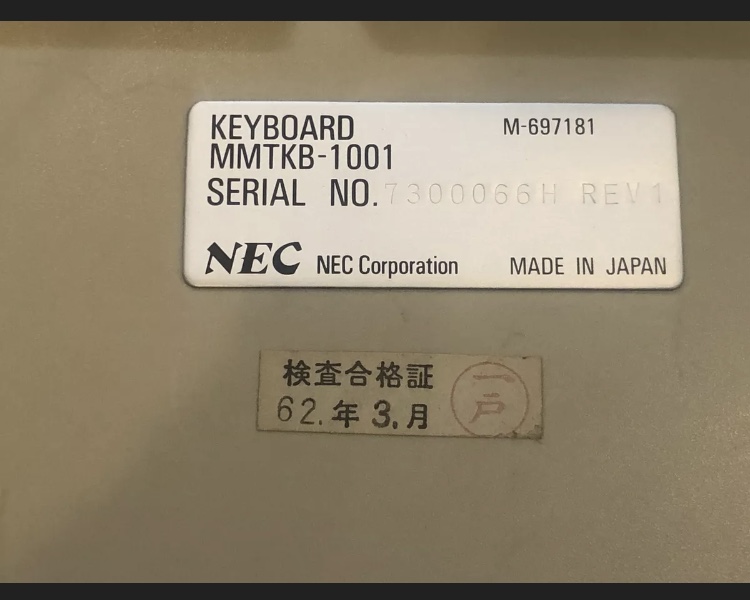 KEYBOARD M-697181
MMTKB-1001
SERIAL NO. 7300066H REV1
NEC NEC Corporation MADE IN JAPAN
検査合格証
62.年3.月
一戸